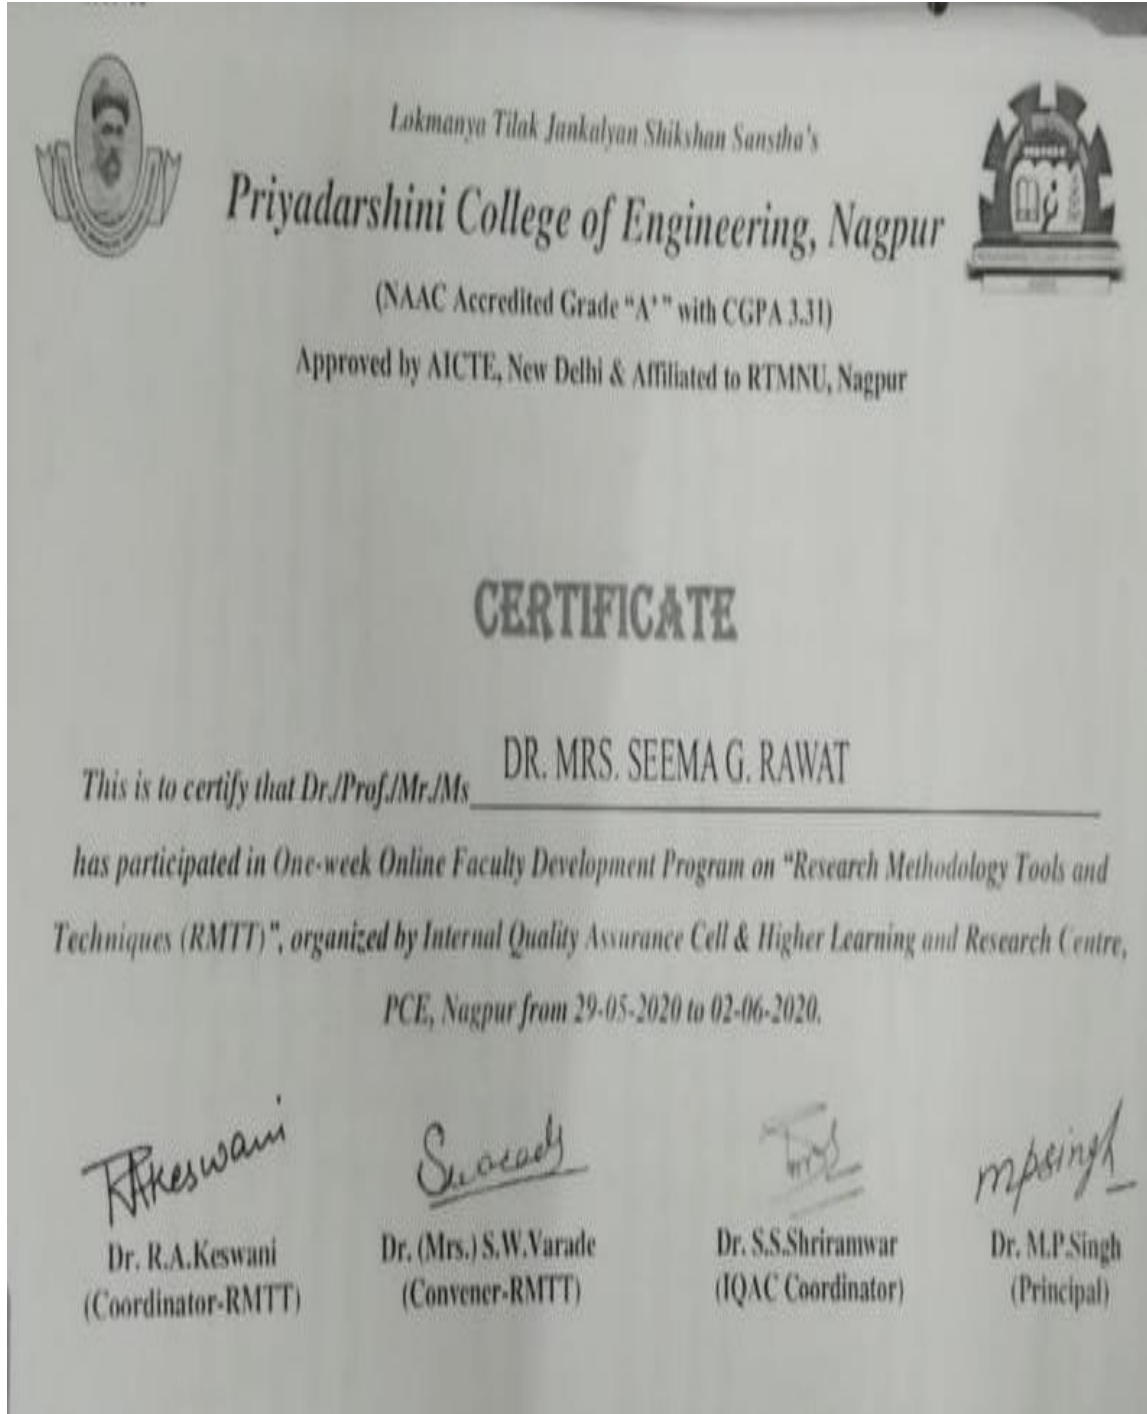 Lokmanya Tilak Jankalyan Shikshan Sanstha's
Priyadarshini College of Engineering, Nagpur
(NAAC Accredited Grade "A+" with CGPA 3.31)
Approved by AICTE, New Delhi & Affiliated to RTMNU, Nagpur
CERTIFICATE
This is to certify that Dr./Prof./Mr./Ms DR. MRS. SEEMA G. RAWAT
has participated in One-week Online Faculty Development Program on "Research Methodology Tools and
Techniques (RMTT)", organized by Internal Quality Assurance Cell & Higher Learning and Research Centre,
PCE, Nagpur from 29-05-2020 to 02-06-2020.
RAKeswani
mpsingh
Dr. R.A.Keswani
(Coordinator-RMTT)
Dr. (Mrs.) S.W.Varade
(Convener-RMTT)
Dr. S.S.Shriramwar
(IQAC Coordinator)
Dr. M.P.Singh
(Principal)